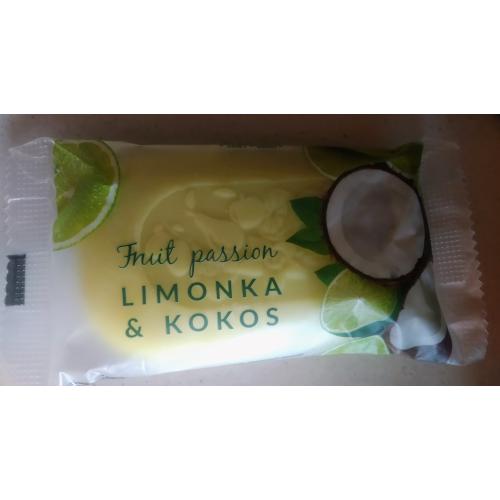 Fruit passion
LIMONKA
& KOKOS